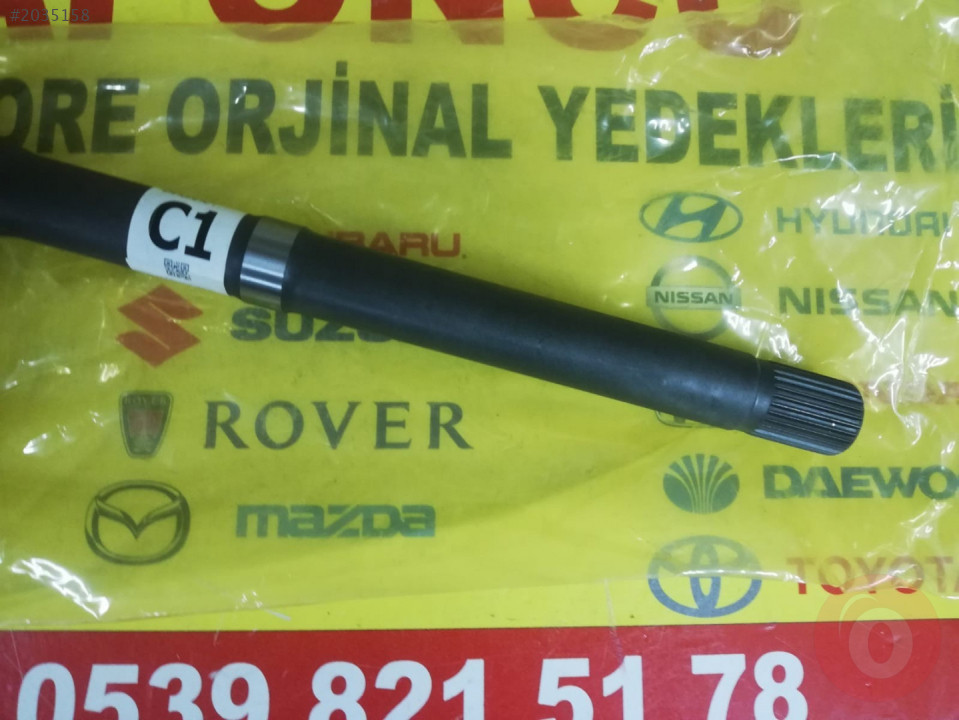 #2035158
ORE ORJİNAL YEDEKLERİ
C1
HYUNDAI
SUBARU
NISSAN
NISSAN
SUZU
ROVER
ROVER
DAEWO
mazda
TOYOTA
0539 821 51 78